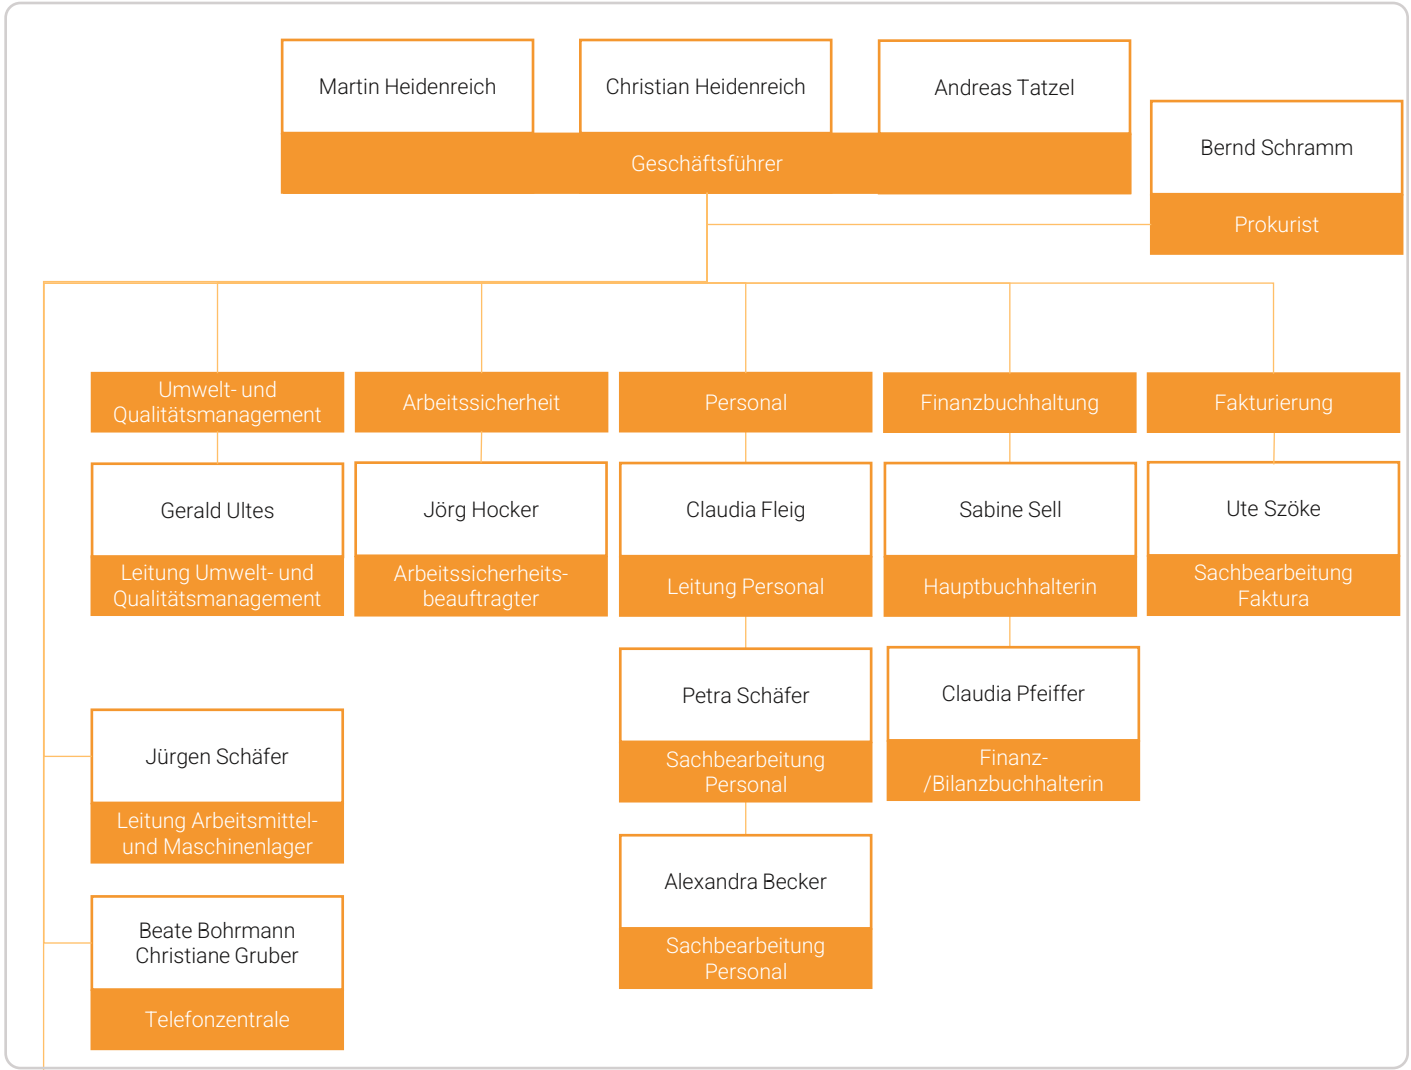 Martin Heidenreich
Christian Heidenreich
Andreas Tatzel
Geschäftsführer
Bernd Schramm
Prokurist
Umwelt- und
Qualitätsmanagement
Arbeitssicherheit
Personal
Finanzbuchhaltung
Fakturierung
Gerald Ultes
Leitung Umwelt- und
Qualitätsmanagement
Jörg Hocker
Arbeitssicherheits-
beauftragter
Claudia Fleig
Leitung Personal
Sabine Sell
Hauptbuchhalterin
Ute Szöke
Sachbearbeitung
Faktura
Petra Schäfer
Sachbearbeitung
Personal
Claudia Pfeiffer
Finanz-
/Bilanzbuchhalterin
Jürgen Schäfer
Leitung Arbeitsmittel-
und Maschinenlager
Alexandra Becker
Sachbearbeitung
Personal
Beate Bohrmann
Christiane Gruber
Telefonzentrale